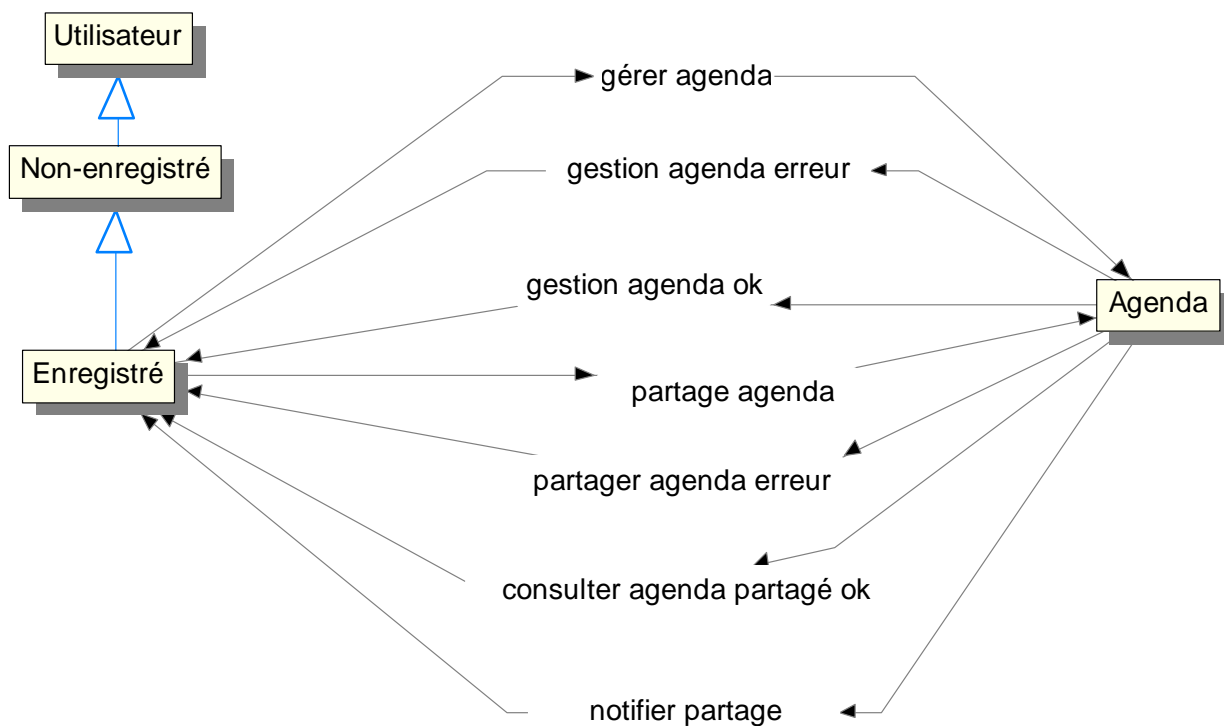 Utilisateur
gérer agenda
Non-enregistré
gestion agenda erreur
gestion agenda ok
Agenda
Enregistré
partage agenda
partager agenda erreur
consulter agenda partagé ok
notifier partage